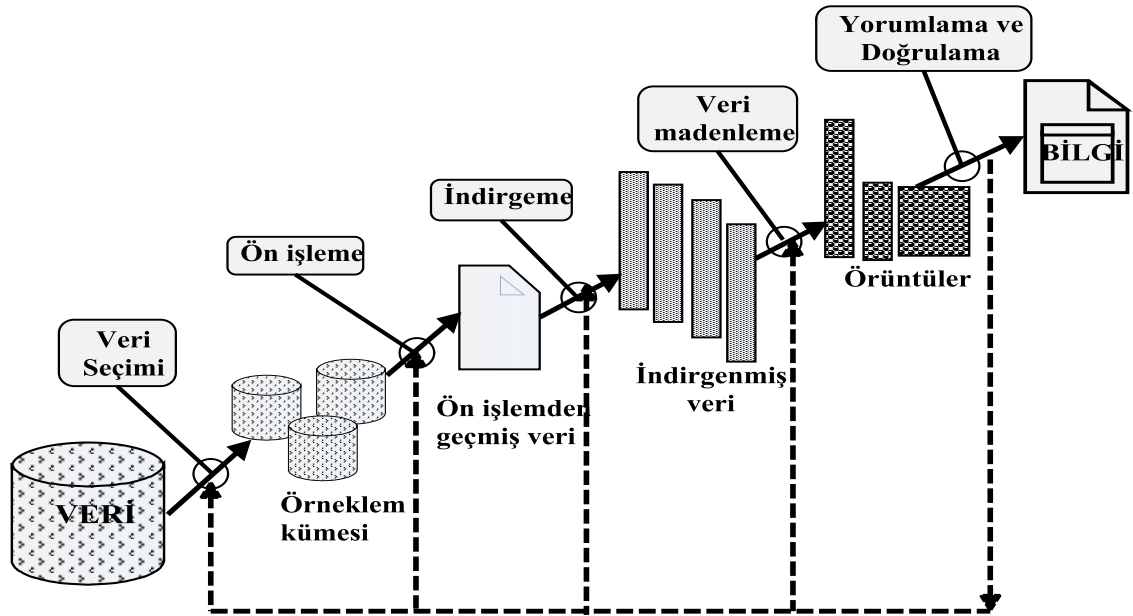 Yorumlama ve
Doğrulama
BİLGİ
Veri
madenleme
Örüntüler
İndirgeme
İndirgenmiş
veri
Ön işleme
Ön işlemden
geçmiş veri
Veri
Seçimi
Örneklem
kümesi
VERİ